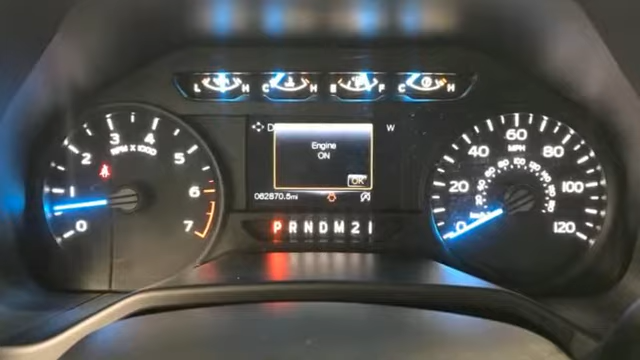 L H C H E F C H
D W
Engine
ON
OK
062870.5mi
P R N D M 2 1
0 1 2 3 4 5 6 7
RPM X 1000
0 20 40 60 80 100 120
MPH
km/h